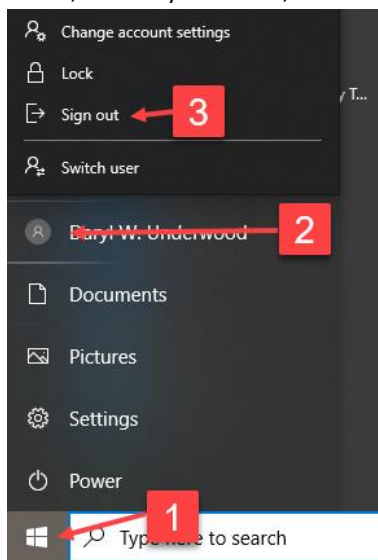 Change account settings
Lock
y T...
Sign out
3
Switch user
Daryl W. Underwood
2
Documents
Pictures
Settings
Power
1
Type here to search